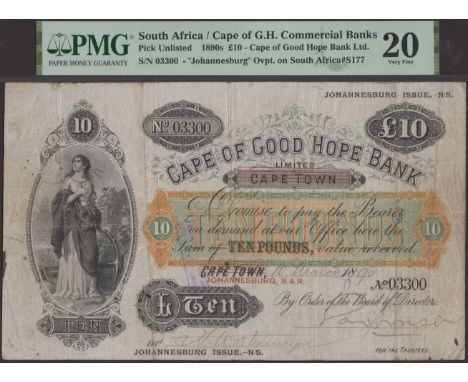 PMG
PAPER MONEY GUARANTY
South Africa / Cape of G.H. Commercial Banks
Pick Unlisted 1890s £10 - Cape of Good Hope Bank Ltd.
S/N 03300 - "Johannesburg" Ovpt. on South Africa#S177
20
Very Fine
JOHANNESBURG ISSUE.-N.S.
10
No 03300
£10
CAPE OF GOOD HOPE BANK
LIMITED
CAPE TOWN
Promise to pay the Bearer
10
on demand at our Office here the
10
Sum of TEN POUNDS, value received.
CAPE TOWN, March 1890
JOHANNESBURG, S.A.R.
No 03300
£ Ten
By Order of the Board of Directors.
TEN
Entd
JOHANNESBURG ISSUE.-N.S.
FOR THE TRUSTEES.